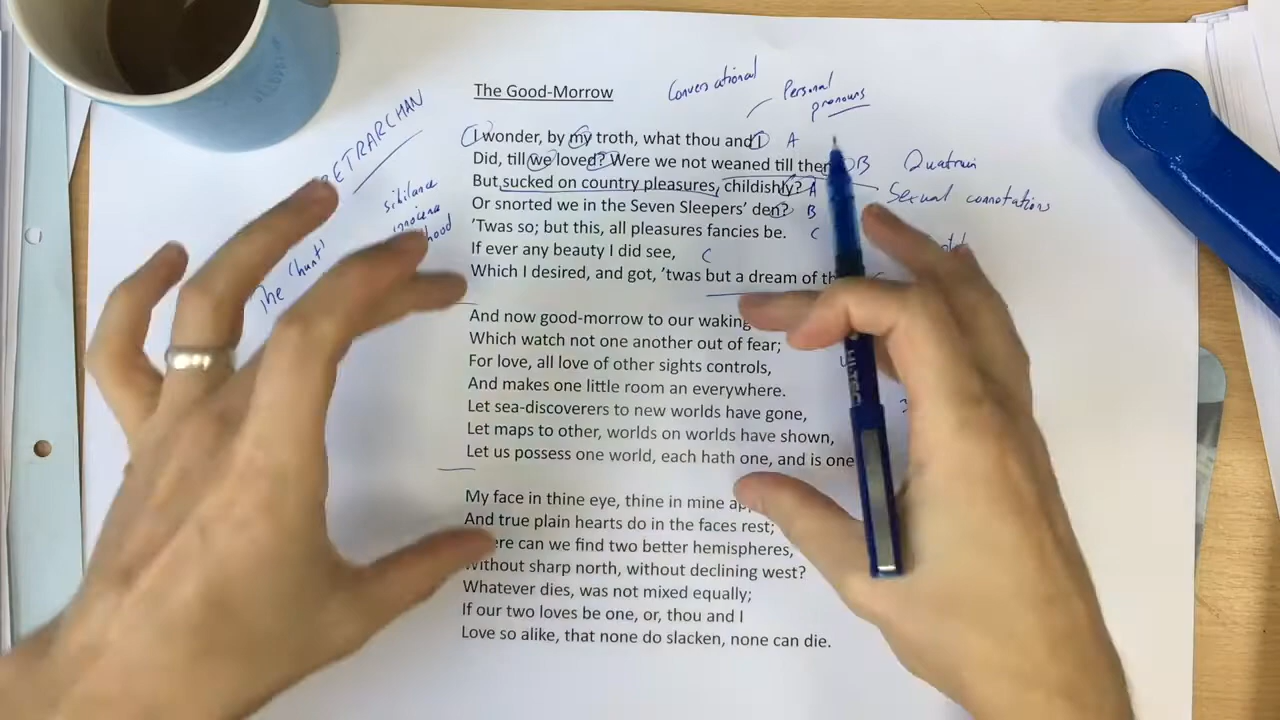 The Good-Morrow
Conversational
Personal
pronouns
PETRARCHAN
I wonder, by my troth, what thou and I A
Did, till we loved? Were we not weaned till then B Quatrain
But sucked on country pleasures, childishly? A Sexual connotations
sibilance
Or snorted we in the Seven Sleepers' den? B
'Twas so; but this, all pleasures fancies be. C
If ever any beauty I did see, C
The
Which I desired, and got, 'twas but a dream of
And now good-morrow to our waking
Which watch not one another out of fear;
For love, all love of other sights controls,
And makes one little room an everywhere.
Let sea-discoverers to new worlds have gone,
Let maps to other, worlds on worlds have shown,
Let us possess one world, each hath one, and is one
My face in thine eye, thine in mine
And true plain hearts do in the faces rest;
can we find two better hemispheres,
Without sharp north, without declining west?
Whatever dies, was not mixed equally;
If our two loves be one, or, thou and I
Love so alike, that none do slacken, none can die.